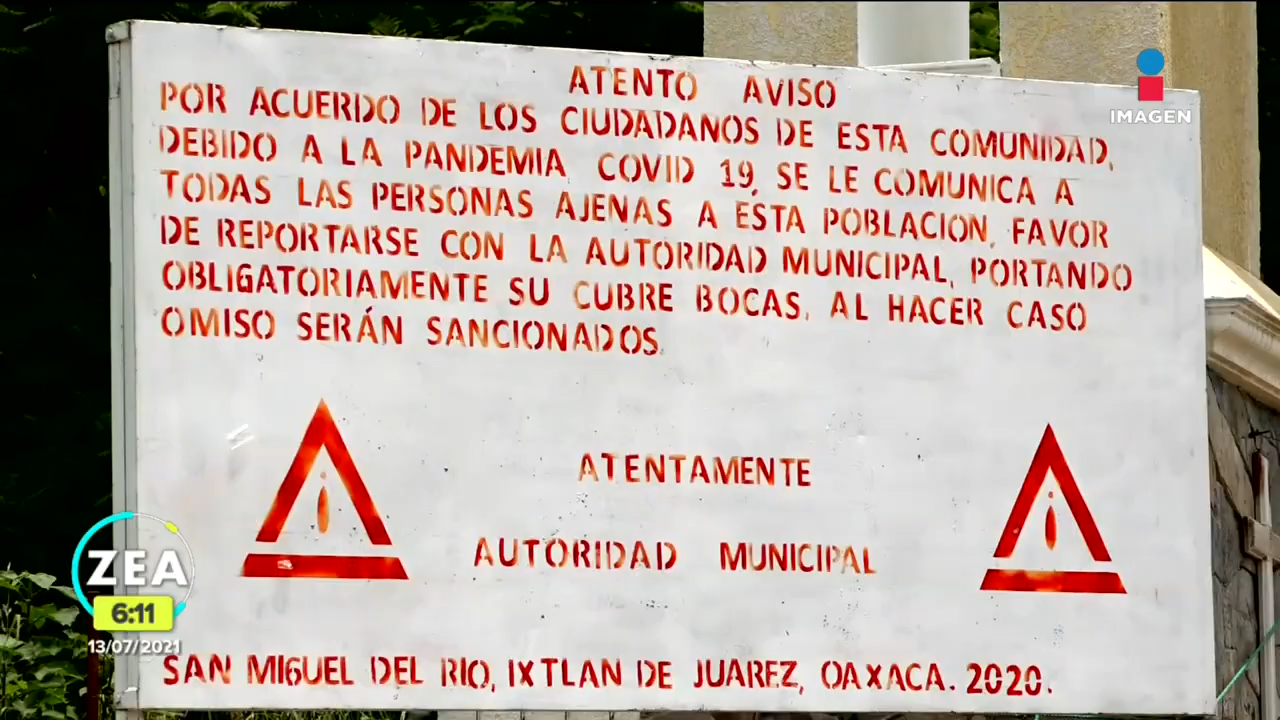 ATENTO AVISO
POR ACUERDO DE LOS CIUDADANOS DE ESTA COMUNIDAD,
DEBIDO A LA PANDEMIA COVID 19, SE LE COMUNICA A
TODAS LAS PERSONAS AJENAS A ÉSTA POBLACION, FAVOR
DE REPORTARSE CON LA AUTORIDAD MUNICIPAL, PORTANDO
OBLIGATORIAMENTE SU CUBRE BOCAS, AL HACER CASO
OMISO SERÁN SANCIONADOS.
ATENTAMENTE
AUTORIDAD MUNICIPAL
SAN MIGUEL DEL RIO, IXTLAN DE JUAREZ, OAXACA. 2020.
IMAGEN
ZEA
6:11
13/07/2021